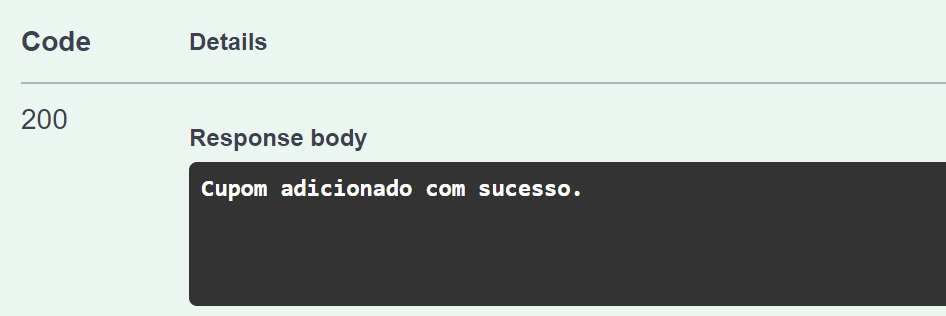 Code Details
200
Response body
Cupom adicionado com sucesso.